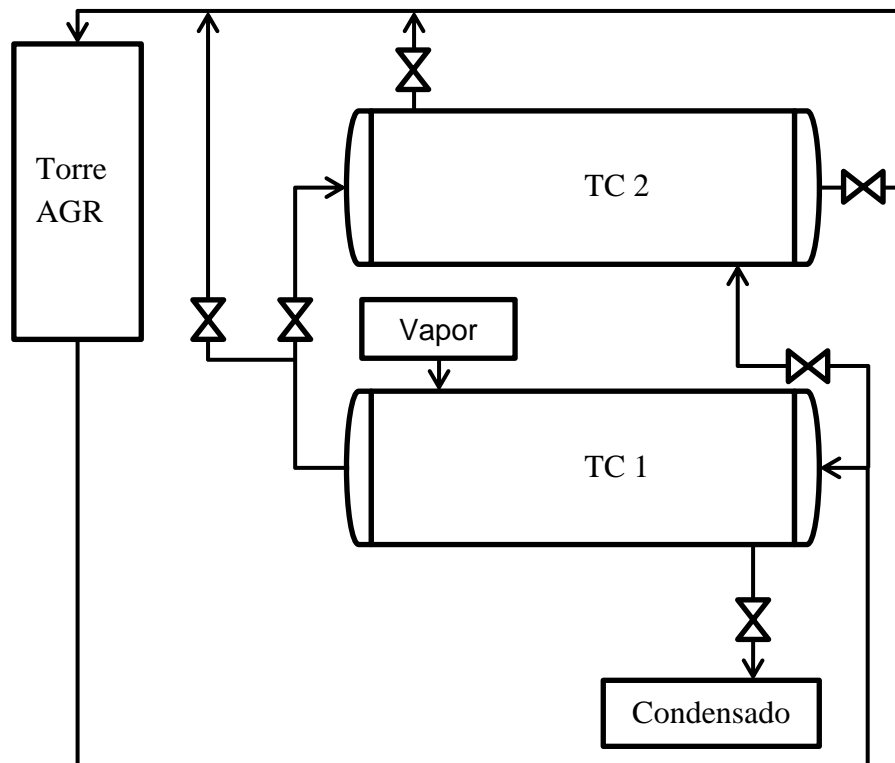 Torre
AGR
TC 2
Vapor
TC 1
Condensado